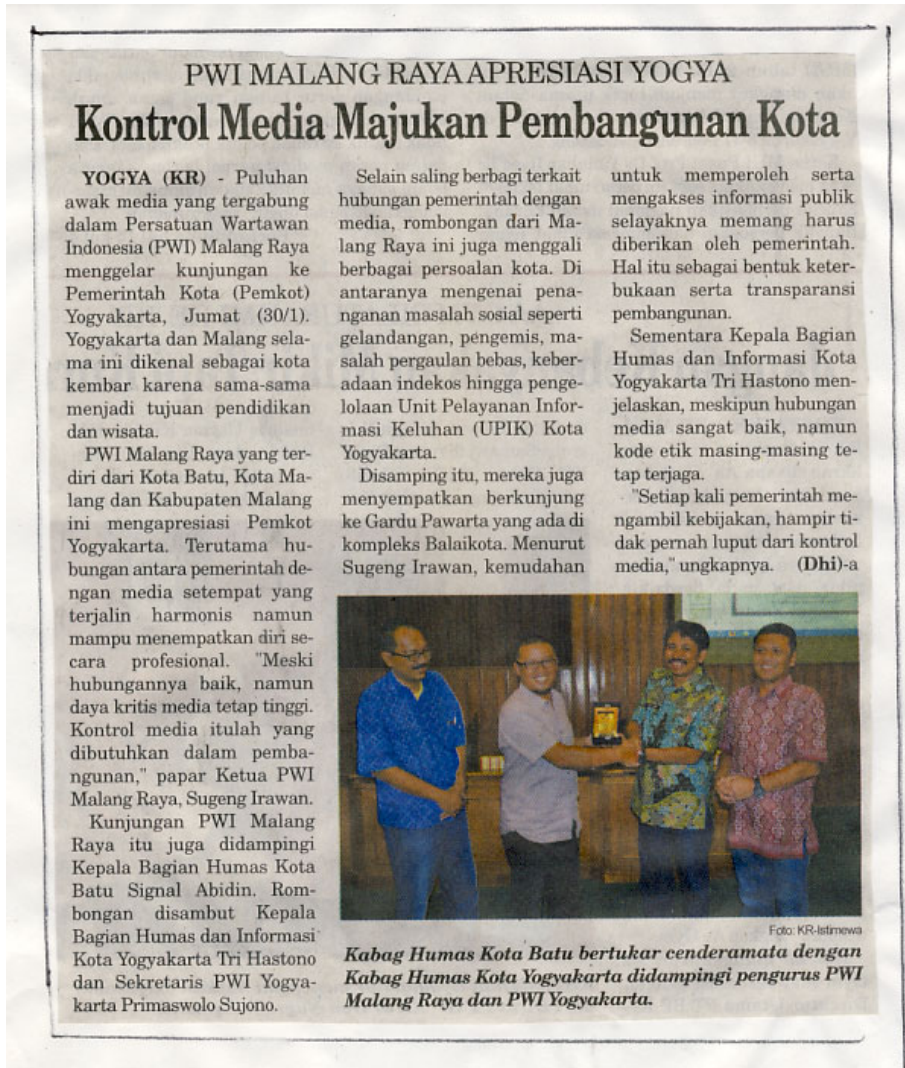 PWI MALANG RAYA APRESIASI YOGYA
Kontrol Media Majukan Pembangunan Kota
YOGYA (KR) - Puluhan
awak media yang tergabung
dalam Persatuan Wartawan
Indonesia (PWI) Malang Raya
menggelar kunjungan ke
Pemerintah Kota (Pemkot)
Yogyakarta, Jumat (30/1).
Yogyakarta dan Malang sela-
ma ini dikenal sebagai kota
kembar karena sama-sama
menjadi tujuan pendidikan
dan wisata.
PWI Malang Raya yang ter-
diri dari Kota Batu, Kota Ma-
lang dan Kabupaten Malang
ini mengapresiasi Pemkot
Yogyakarta. Terutama hu-
bungan antara pemerintah de-
ngan media setempat yang
terjalin harmonis namun
mampu menempatkan diri se-
cara profesional. "Meski
hubungannya baik, namun
daya kritis media tetap tinggi.
Kontrol media itulah yang
dibutuhkan dalam pemba-
ngunan," papar Ketua PWI
Malang Raya, Sugeng Irawan.
Kunjungan PWI Malang
Raya itu juga didampingi
Kepala Bagian Humas Kota
Batu Signal Abidin. Rom-
bongan disambut Kepala
Bagian Humas dan Informasi
Kota Yogyakarta Tri Hastono
dan Sekretaris PWI Yogya-
karta Primaswolo Sujono.
Selain saling berbagi terkait
hubungan pemerintah dengan
media, rombongan dari Ma-
lang Raya ini juga menggali
berbagai persoalan kota. Di
antaranya mengenai pena-
nganan masalah sosial seperti
gelandangan, pengemis, ma-
salah pergaulan bebas, keber-
adaan indekos hingga penge-
lolaan Unit Pelayanan Infor-
masi Keluhan (UPIK) Kota
Yogyakarta.
Disamping itu, mereka juga
menyempatkan berkunjung
ke Gardu Pawarta yang ada di
kompleks Balaikota. Menurut
Sugeng Irawan, kemudahan
untuk memperoleh serta
mengakses informasi publik
selayaknya memang harus
diberikan oleh pemerintah.
Hal itu sebagai bentuk keter-
bukaan serta transparansi
pembangunan.
Sementara Kepala Bagian
Humas dan Informasi Kota
Yogyakarta Tri Hastono men-
jelaskan, meskipun hubungan
media sangat baik, namun
kode etik masing-masing te-
tap terjaga.
"Setiap kali pemerintah me-
ngambil kebijakan, hampir ti-
dak pernah luput dari kontrol
media," ungkapnya. (Dhi)-a
Foto: KR-Istimewa
Kabag Humas Kota Batu bertukar cenderamata dengan
Kabag Humas Kota Yogyakarta didampingi pengurus PWI
Malang Raya dan PWI Yogyakarta.